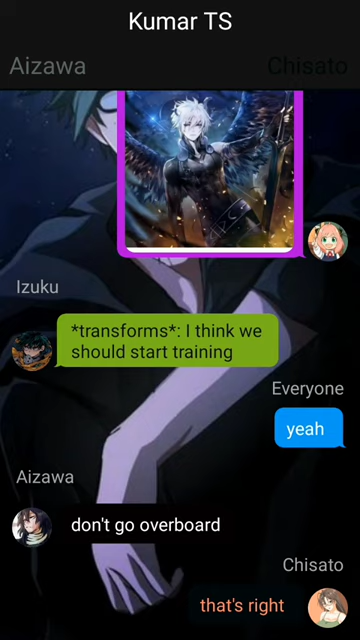 Kumar TS
Aizawa
Chisato
Izuku
*transforms*: I think we
should start training
Everyone
yeah
Aizawa
don't go overboard
Chisato
that's right